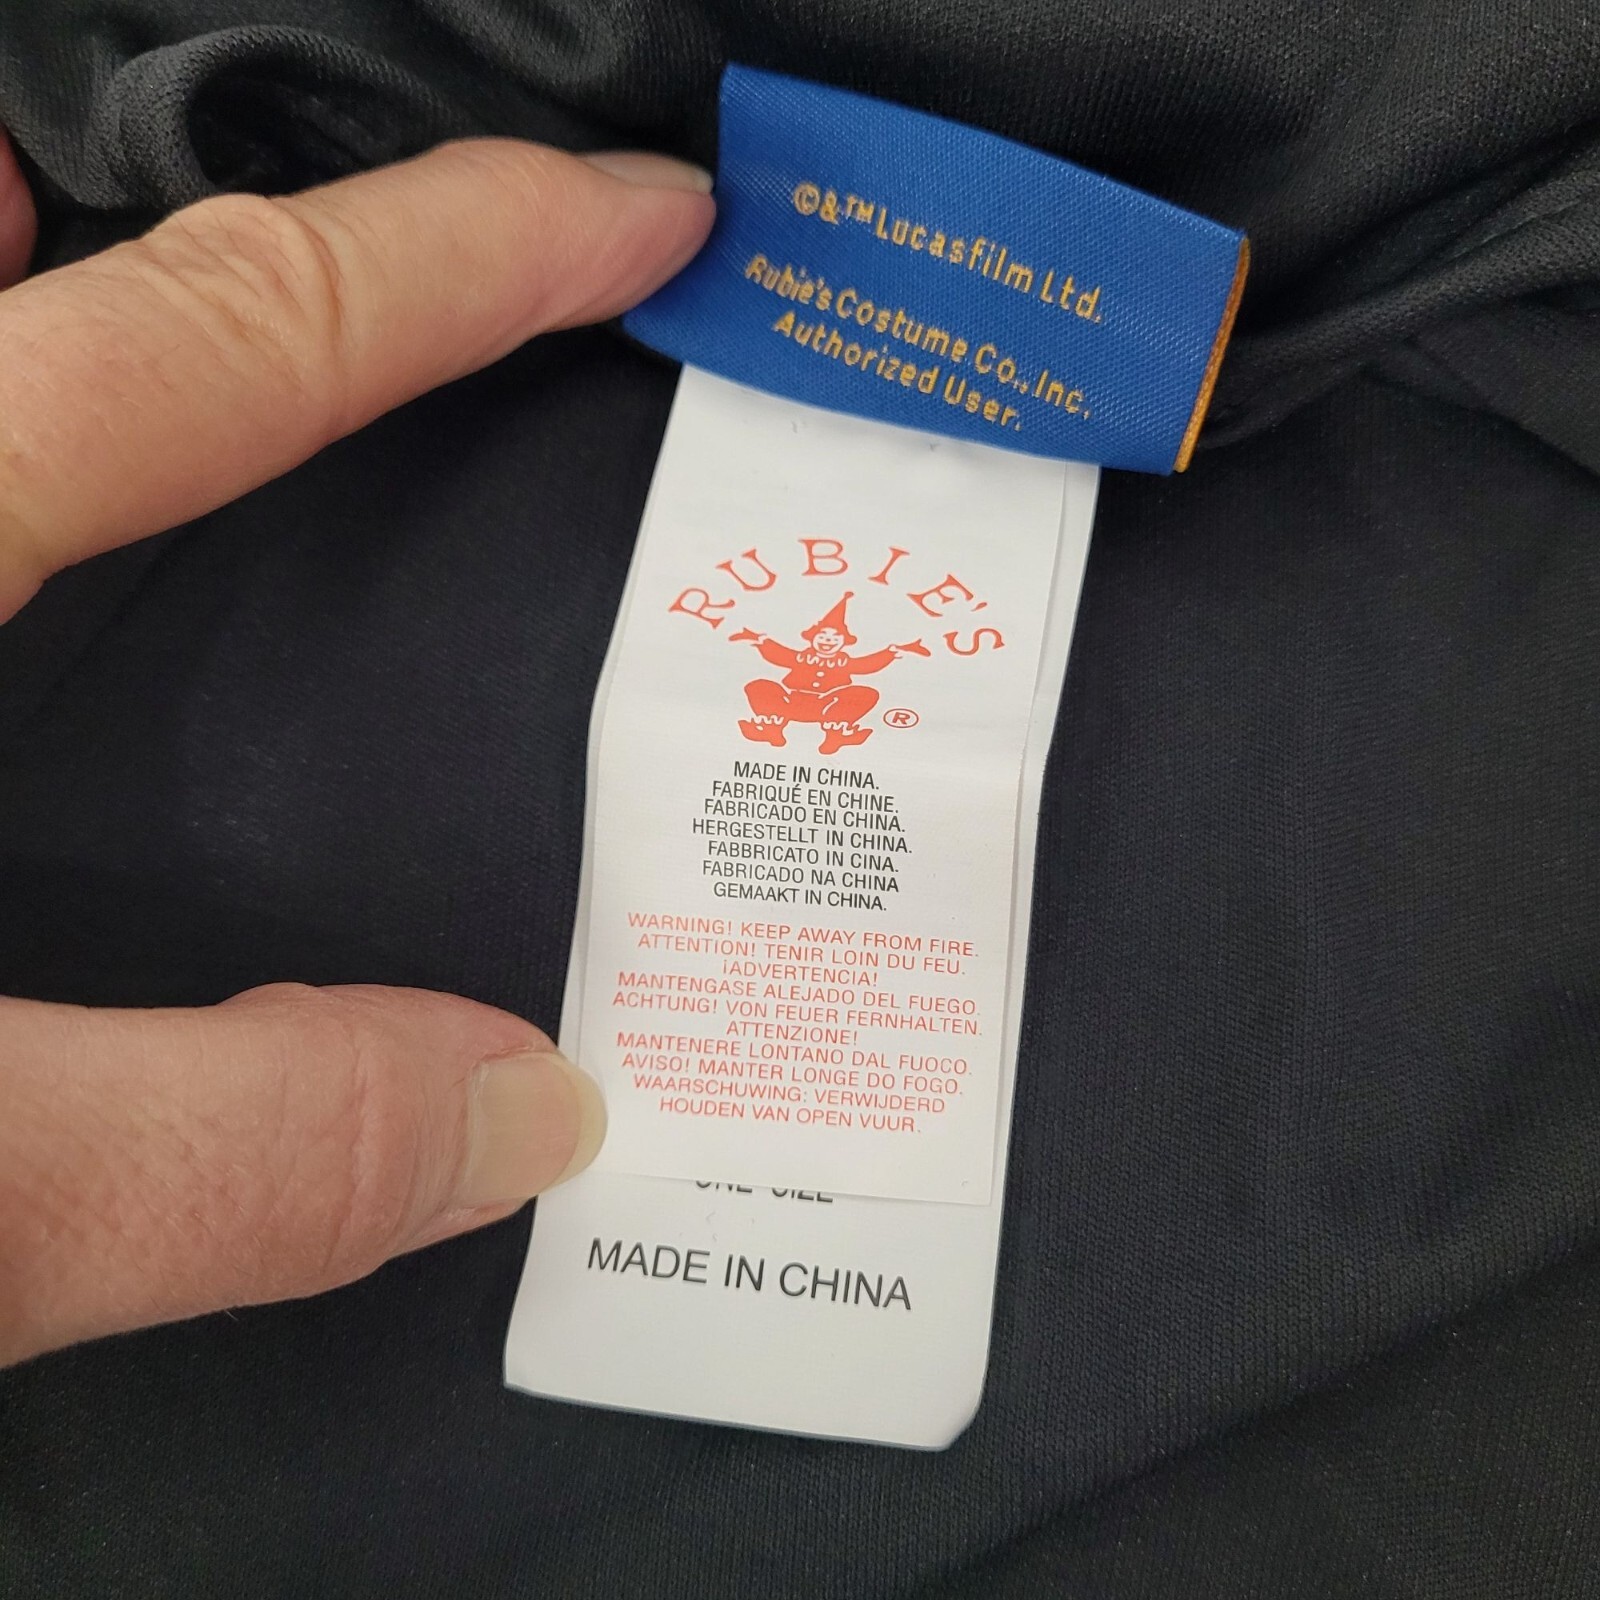 ©&™Lucasfilm Ltd.
Rubie's Costume Co., Inc.
Authorized User.
RUBIE'S
®
MADE IN CHINA.
FABRIQUÉ EN CHINE.
FABRICADO EN CHINA.
HERGESTELLT IN CHINA.
FABBRICATO IN CINA.
FABRICADO NA CHINA
GEMAAKT IN CHINA.
WARNING! KEEP AWAY FROM FIRE.
ATTENTION! TENIR LOIN DU FEU.
¡ADVERTENCIA!
MANTENGASE ALEJADO DEL FUEGO.
ACHTUNG! VON FEUER FERNHALTEN.
ATTENZIONE!
MANTENERE LONTANO DAL FUOCO.
AVISO! MANTER LONGE DO FOGO.
WAARSCHUWING: VERWIJDERD
HOUDEN VAN OPEN VUUR.
ONE SIZE
MADE IN CHINA